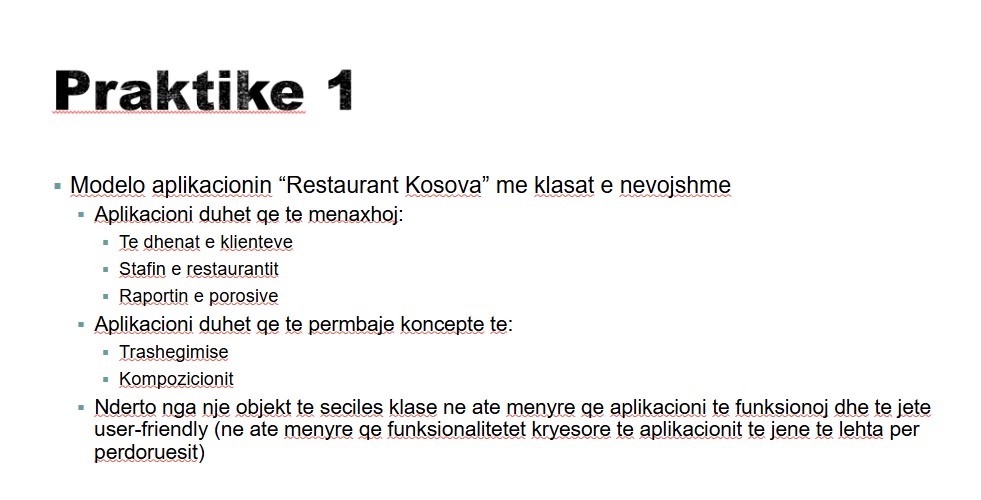 Praktike 1
Modelo aplikacionin “Restaurant Kosova” me klasat e nevojshme
Aplikacioni duhet qe te menaxhoj:
Te dhenat e klienteve
Stafin e restaurantit
Raportin e porosive
Aplikacioni duhet qe te permbaje koncepte te:
Trashegimise
Kompozicionit
Nderto nga nje objekt te seciles klase ne ate menyre qe aplikacioni te funksionoj dhe te jete
user-friendly (ne ate menyre qe funksionalitetet kryesore te aplikacionit te jene te lehta per
perdoruesit)